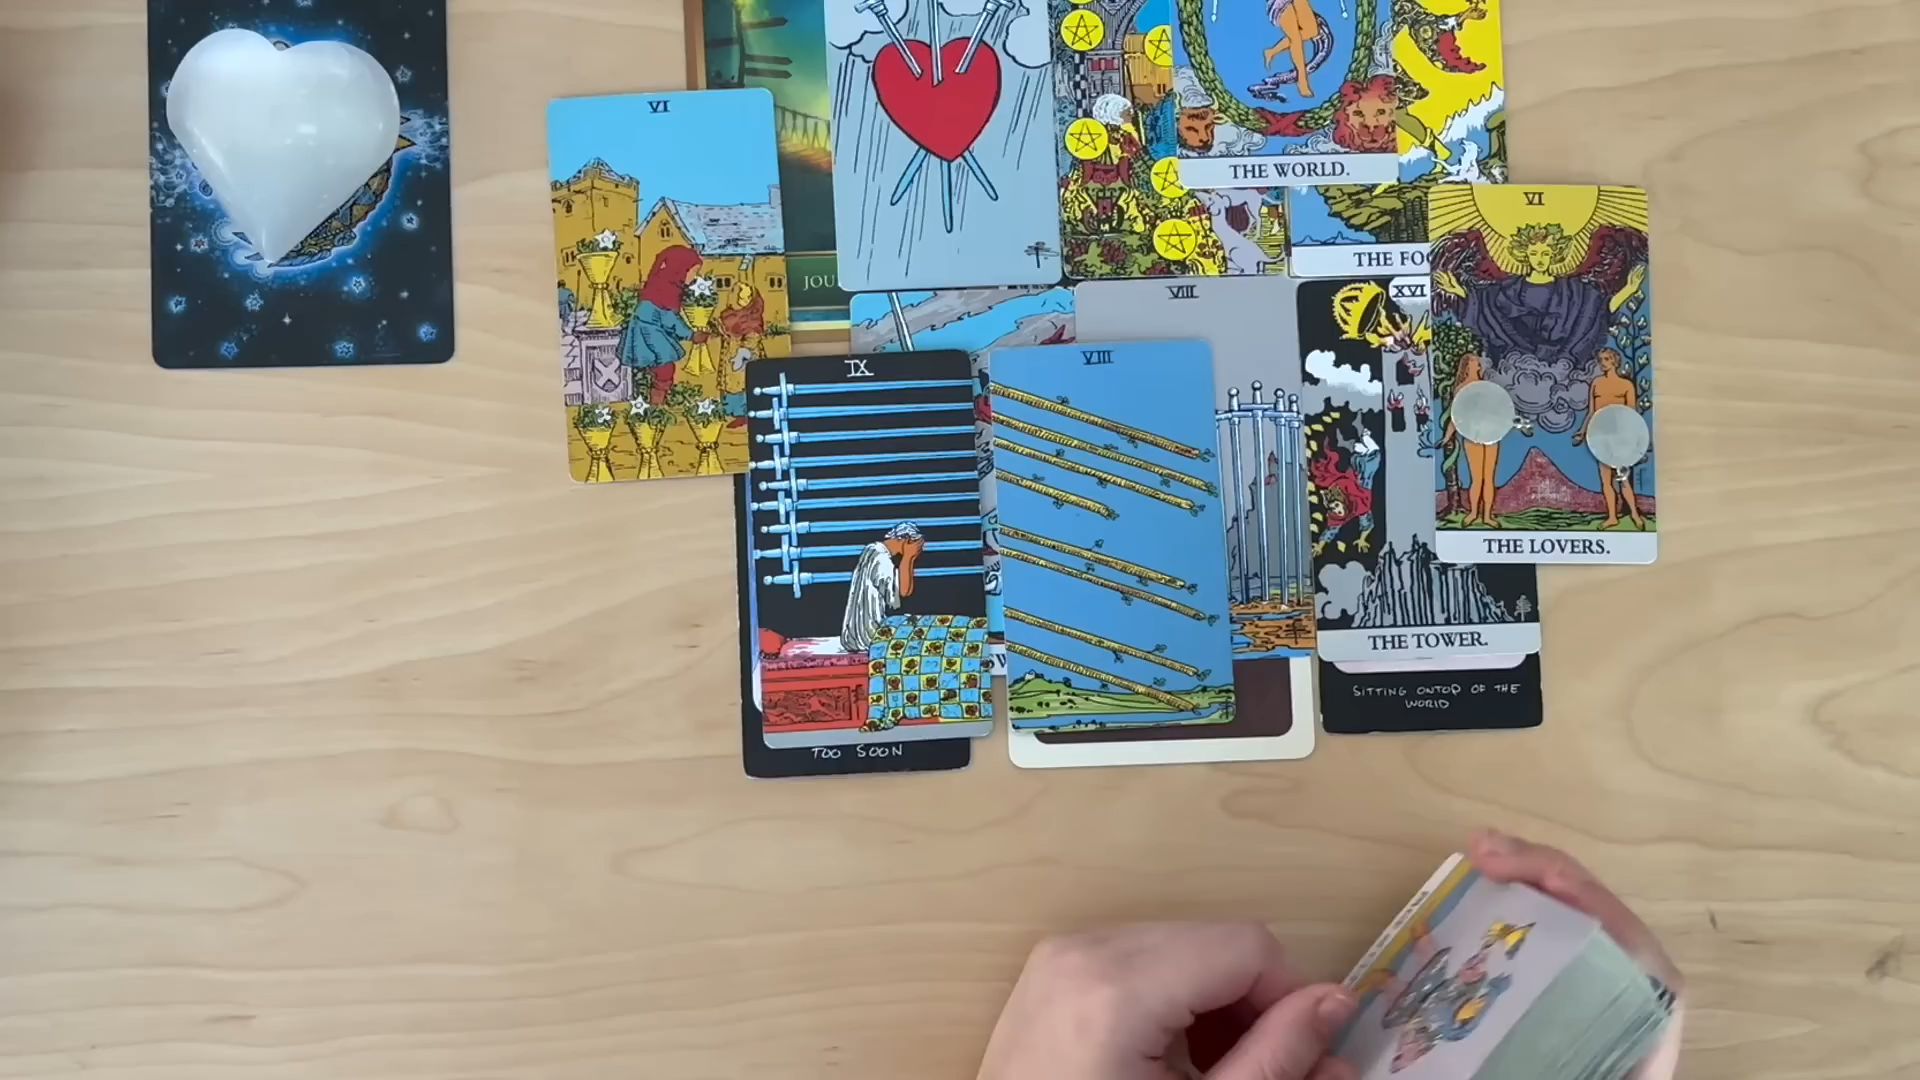 VI
THE WORLD.
VI
JOU
THE FO
VIII
XVI
IX
VIII
THE LOVERS.
THE TOWER.
SITTING ONTOP OF THE
WORLD
TOO SOON